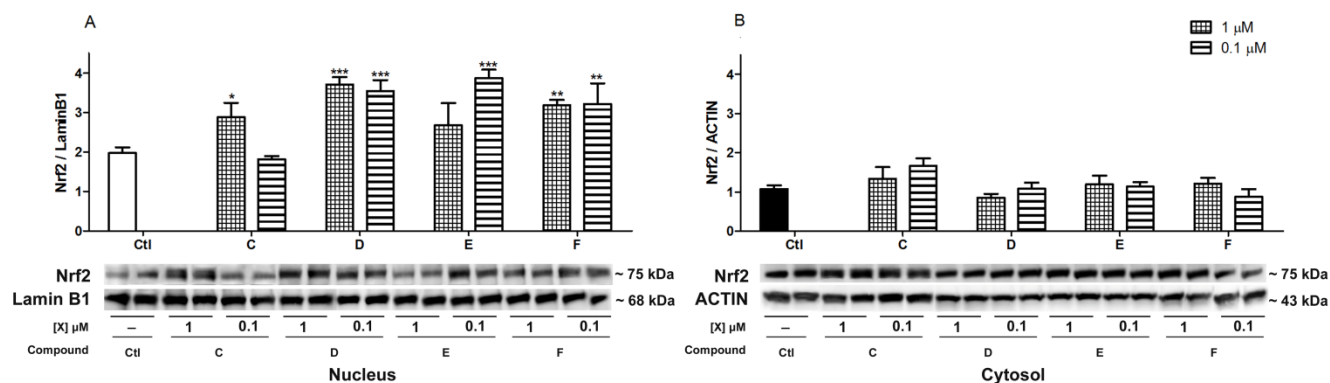 A
Nrf2 / LaminB1
4
3
2
1
0
*
***
***
***
**
**
Ctl
C
D
E
F
Nrf2
~ 75 kDa
Lamin B1
~ 68 kDa
[X] µM
–
1
0.1
1
0.1
1
0.1
1
0.1
Compound
Ctl
C
D
E
F
Nucleus
B
1 µM
0.1 µM
Nrf2 / ACTIN
4
3
2
1
0
Ctl
C
D
E
F
Nrf2
~ 75 kDa
ACTIN
~ 43 kDa
[X] µM
–
1
0.1
1
0.1
1
0.1
1
0.1
Compound
Ctl
C
D
E
F
Cytosol